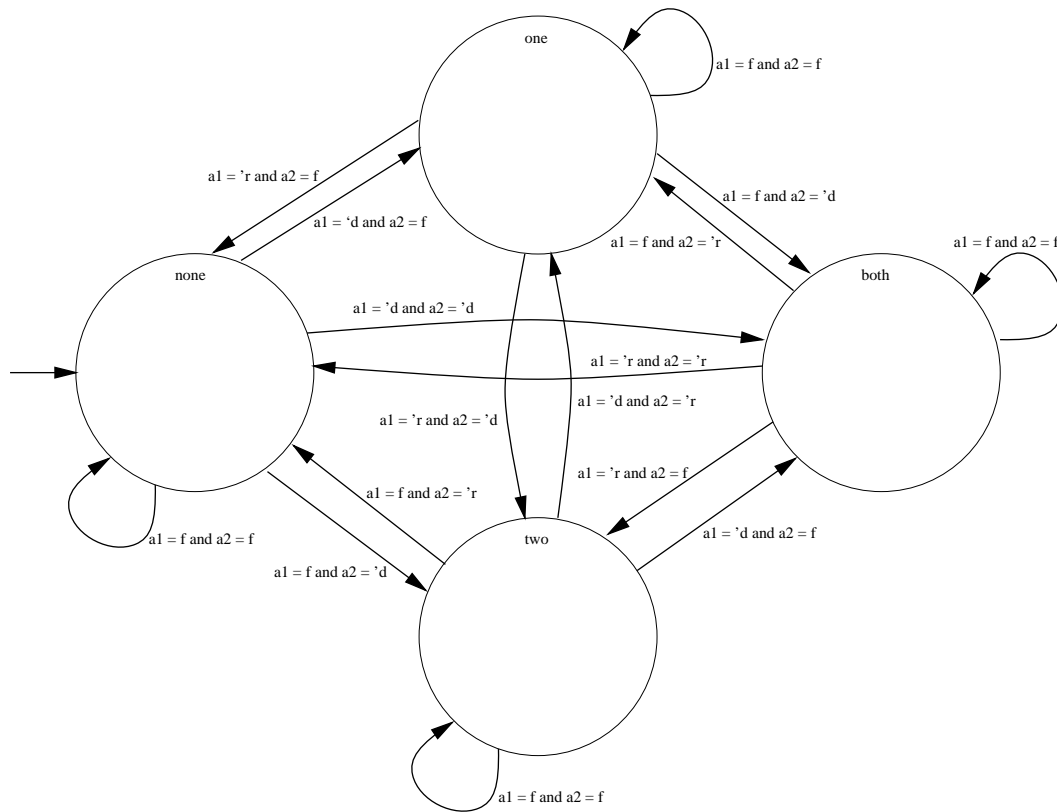 one
a1 = f and a2 = f
a1 = ’r and a2 = f
a1 = f and a2 = ’d
a1 = ‘d and a2 = f
a1 = f and a2 = ’r
a1 = f and a2 = f
none
both
a1 = ’d and a2 = ’d
a1 = ’r and a2 = ’r
a1 = ’d and a2 = ’r
a1 = ’r and a2 = ’d
a1 = ’r and a2 = f
a1 = f and a2 = ’r
a1 = ’d and a2 = f
a1 = f and a2 = f
two
a1 = f and a2 = ’d
a1 = f and a2 = f